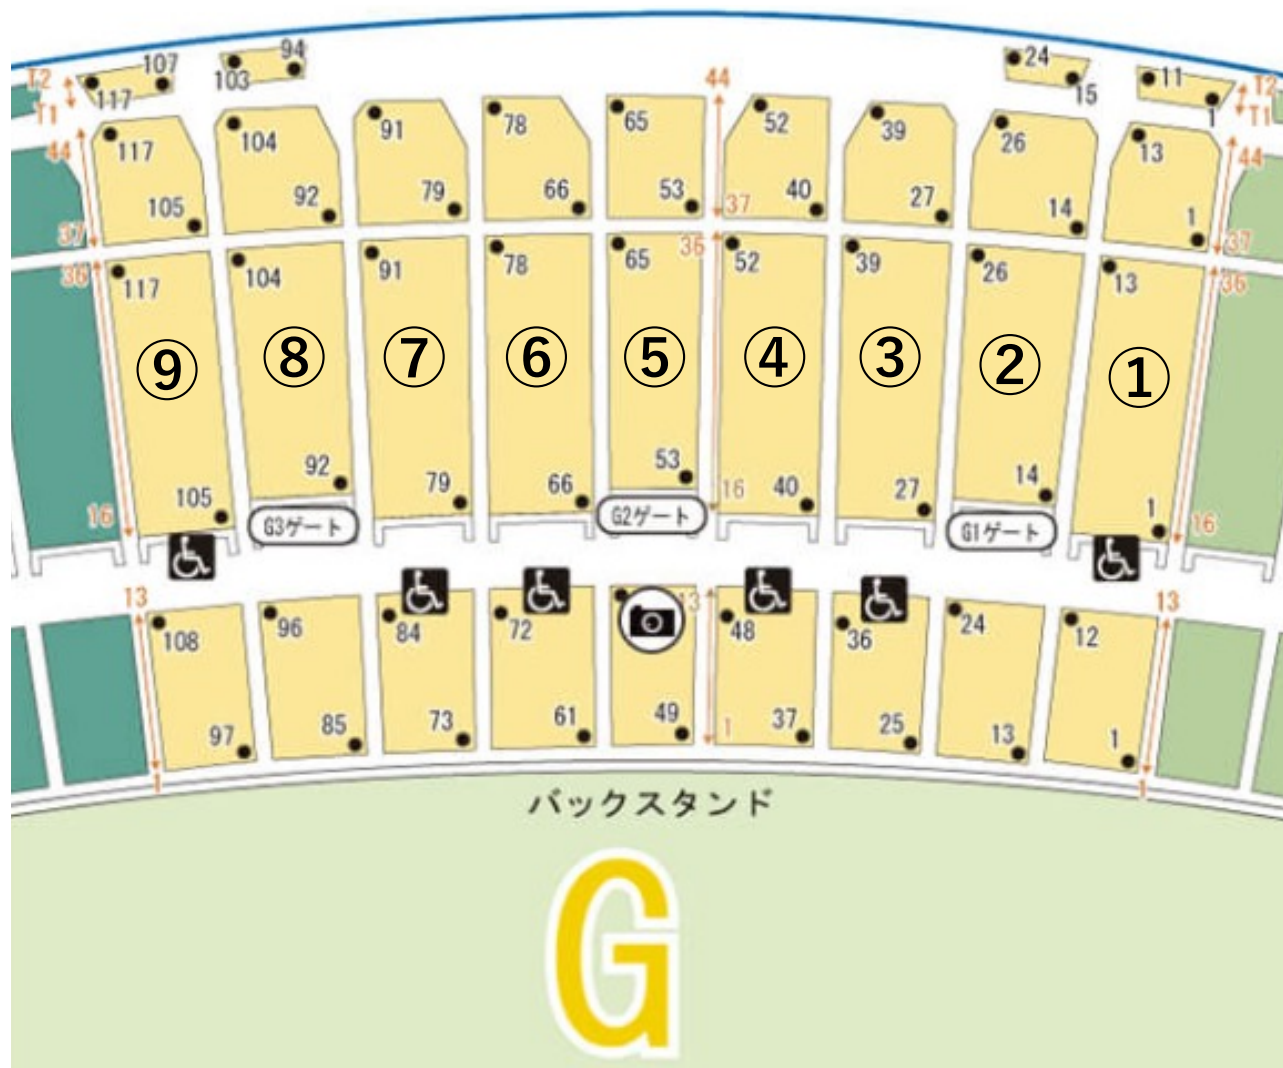 107 94 24 11
T2 117 103 15 1 T2
T1 T1
44
44 117 104 91 78 65 52 39 26 13 44
37 105 92 79 66 53 37 40 27 14 1 37
36 117 104 91 78 65 36 52 39 26 13 36
⑨ ⑧ ⑦ ⑥ ⑤ ④ ③ ② ①
16 105 92 79 66 53 16 40 27 14 1 16
G3ゲート G2ゲート G1ゲート
13 108 96 84 72 13 48 36 24 12 13
97 85 73 61 49 1 37 25 13 1
1 1
バックスタンド
G